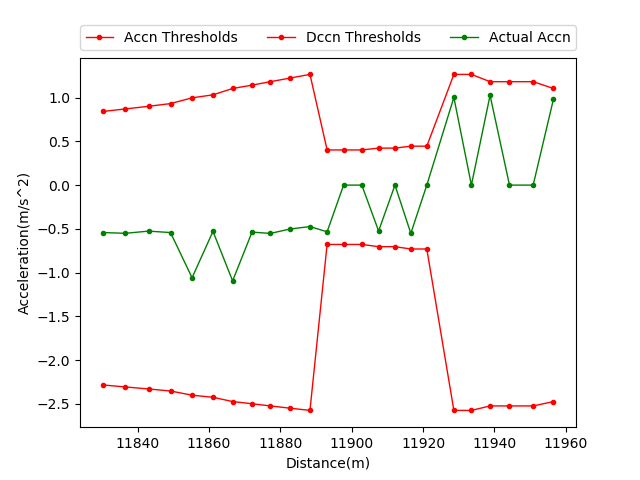 Accn Thresholds Dccn Thresholds Actual Accn
1.0
0.5
0.0
−0.5
−1.0
−1.5
−2.0
−2.5
Acceleration(m/s^2)
11840 11860 11880 11900 11920 11940 11960
Distance(m)